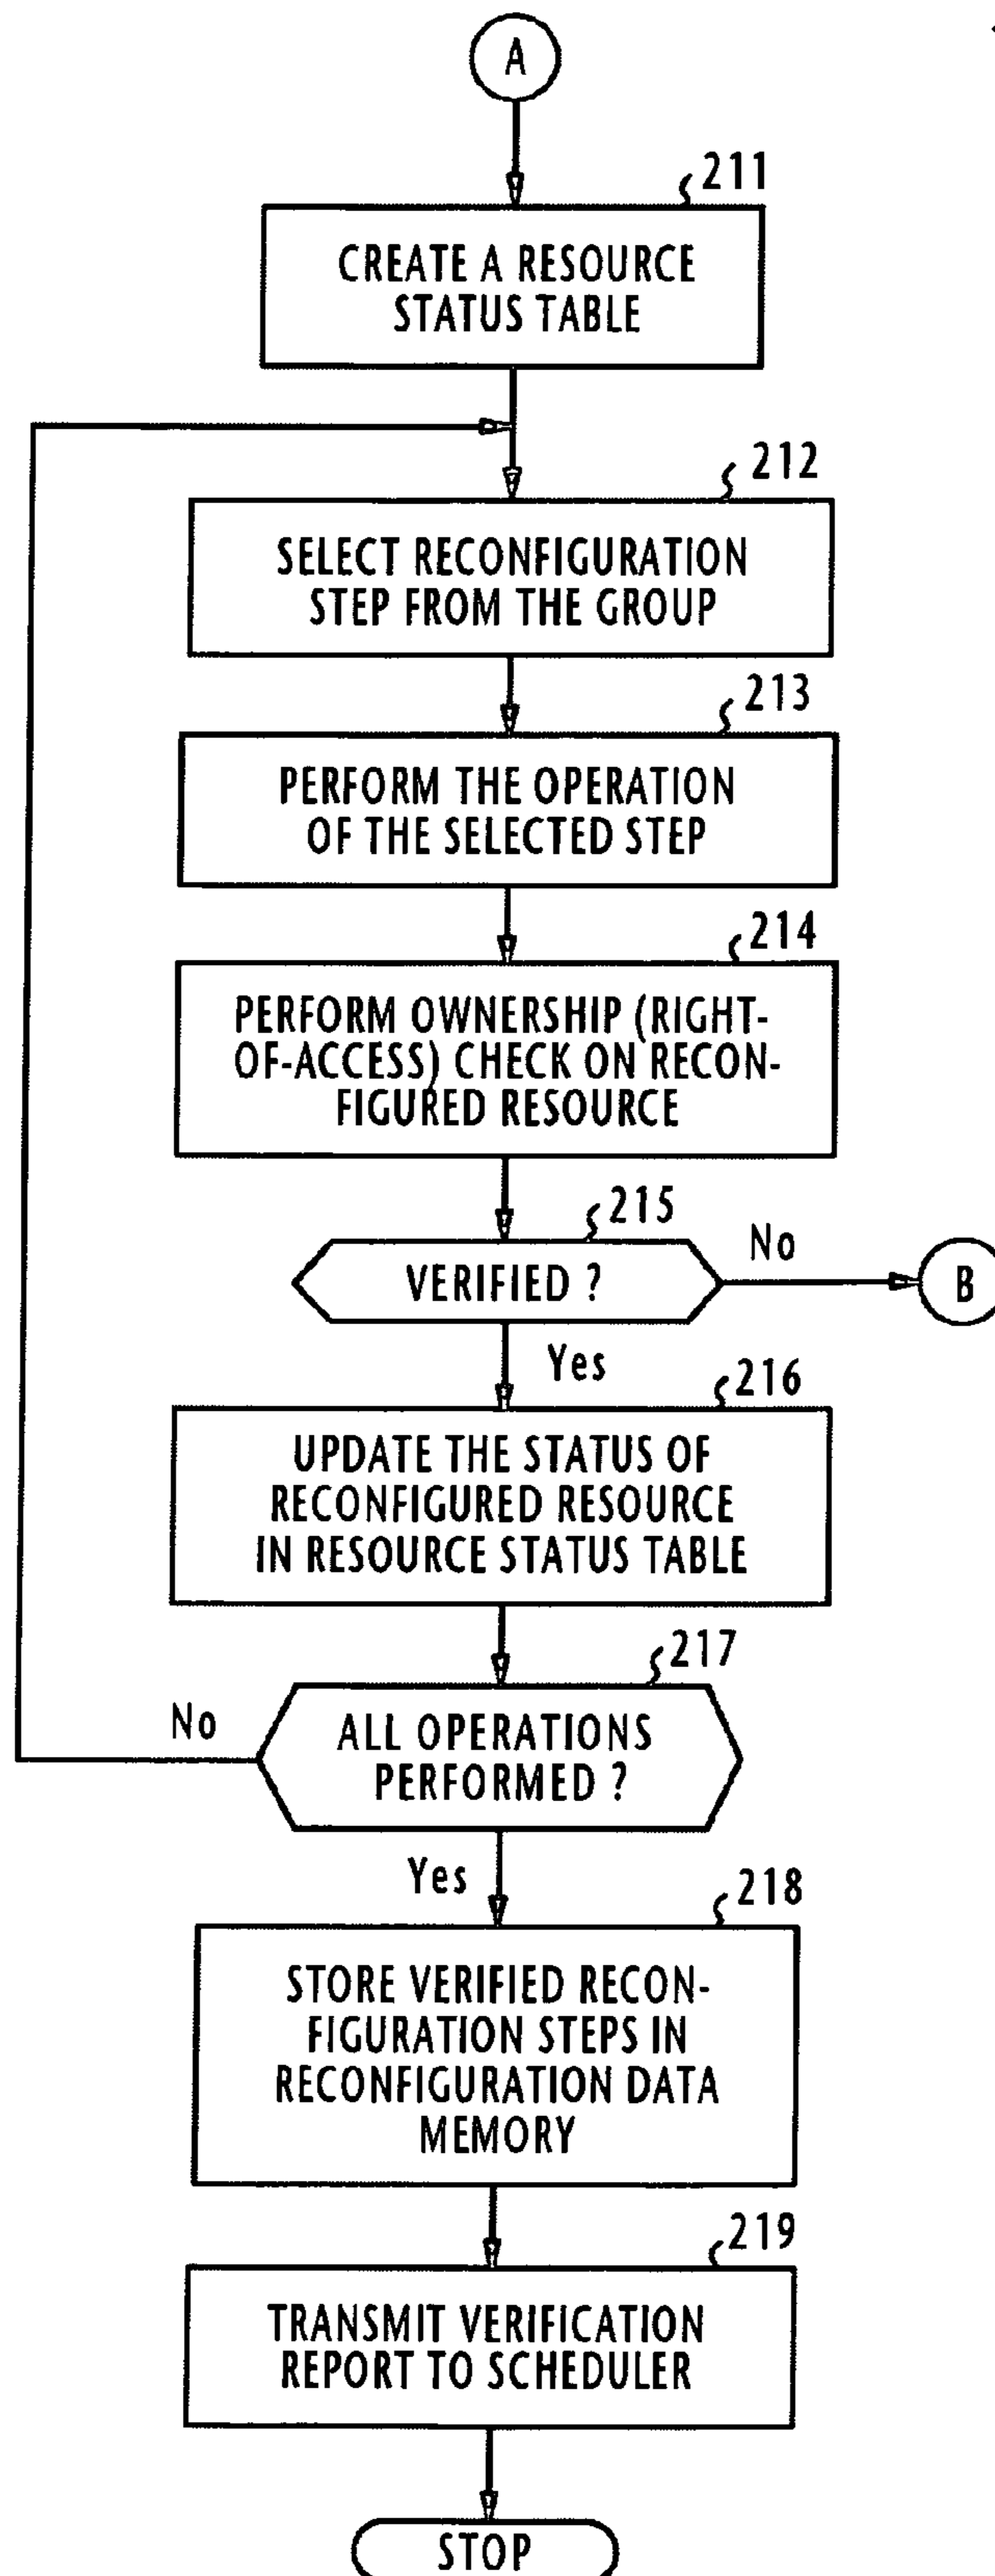 A
211
CREATE A RESOURCE
STATUS TABLE
212
SELECT RECONFIGURATION
STEP FROM THE GROUP
213
PERFORM THE OPERATION
OF THE SELECTED STEP
214
PERFORM OWNERSHIP (RIGHT-
OF-ACCESS) CHECK ON RECON-
FIGURED RESOURCE
215
VERIFIED ?
No
B
Yes
216
UPDATE THE STATUS OF
RECONFIGURED RESOURCE
IN RESOURCE STATUS TABLE
217
No
ALL OPERATIONS
PERFORMED ?
Yes
218
STORE VERIFIED RECON-
FIGURATION STEPS IN
RECONFIGURATION DATA
MEMORY
219
TRANSMIT VERIFICATION
REPORT TO SCHEDULER
STOP